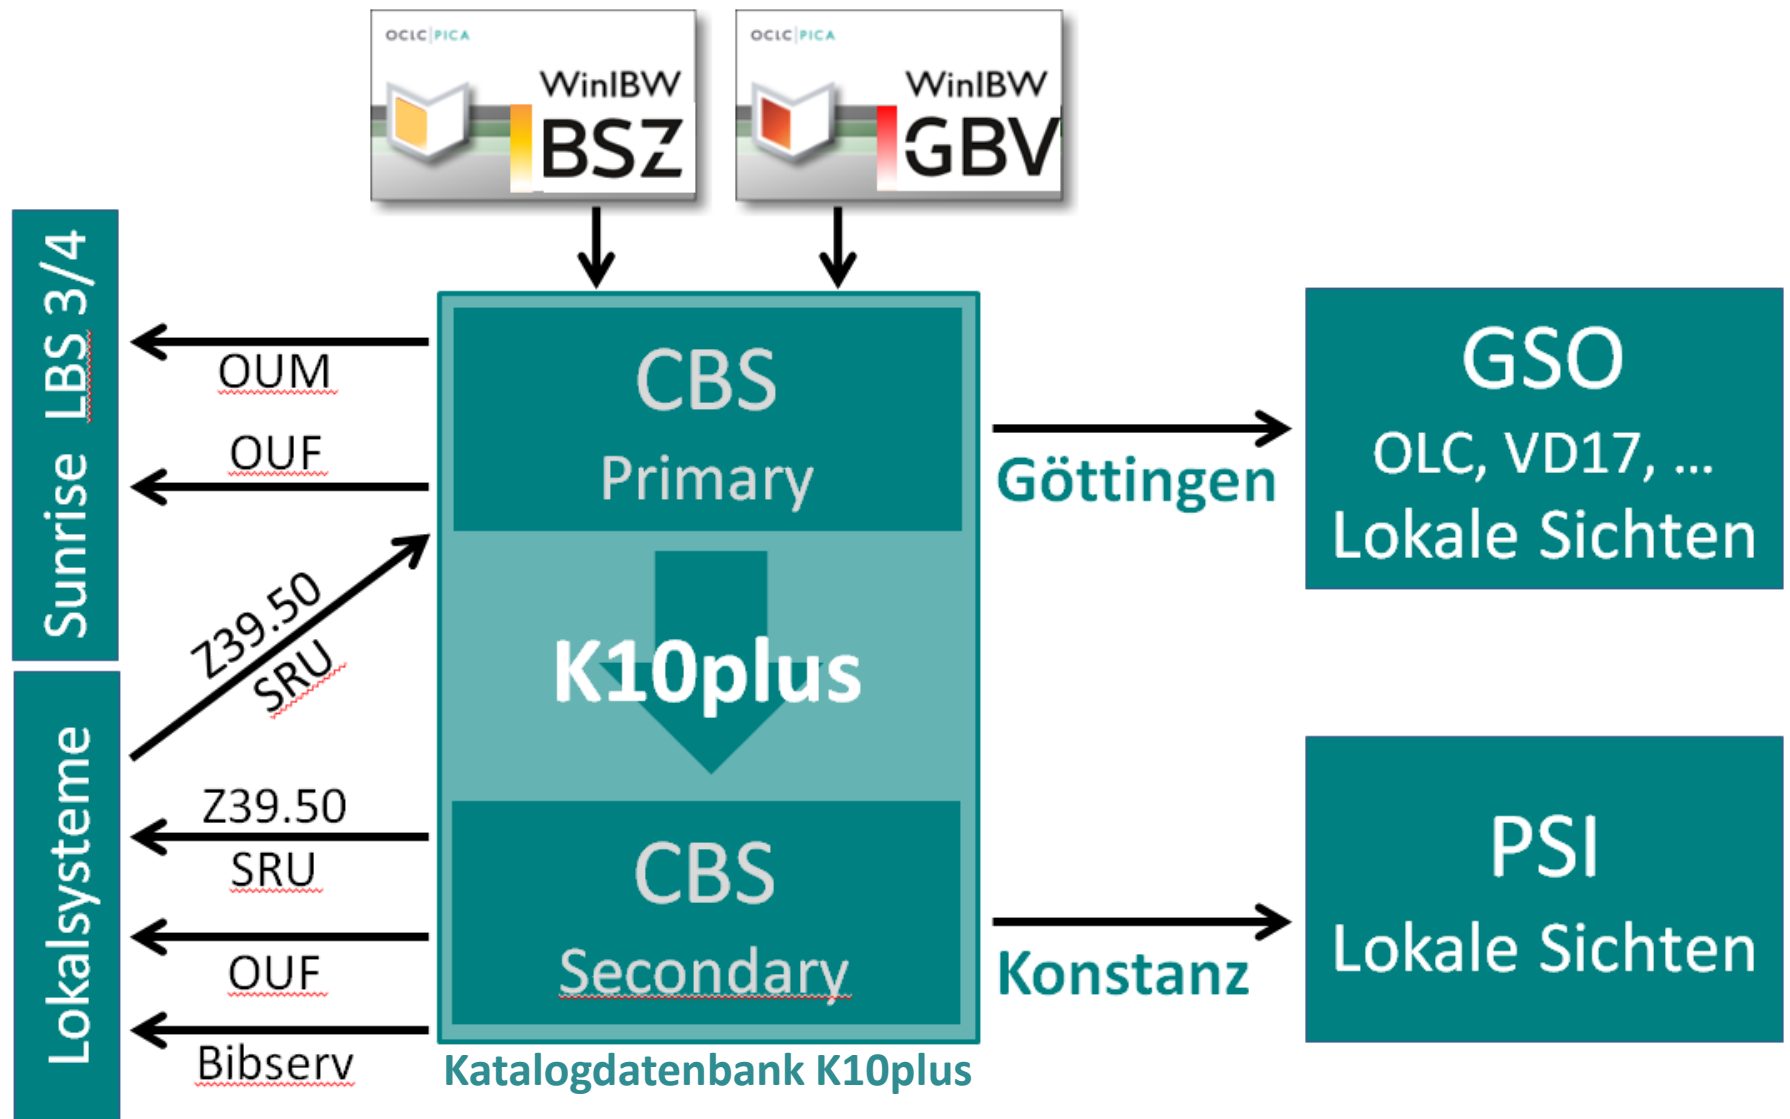 OCLC|PICA
WinIBW
BSZ
OCLC|PICA
WinIBW
GBV
Sunrise LBS 3/4
OUM
OUF
Z39.50
SRU
Lokalsysteme
Z39.50
SRU
OUF
Bibserv
CBS
Primary
K10plus
CBS
Secondary
Katalogdatenbank K10plus
Göttingen
GSO
OLC, VD17, ...
Lokale Sichten
Konstanz
PSI
Lokale Sichten